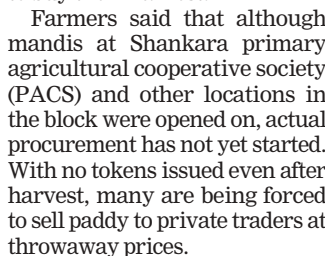 Farmers said that although
mandis at Shankara primary
agricultural cooperative society
(PACS) and other locations in
the block were opened on, actual
procurement has not yet started.
With no tokens issued even after
harvest, many are being forced
to sell paddy to private traders at
throwaway prices.